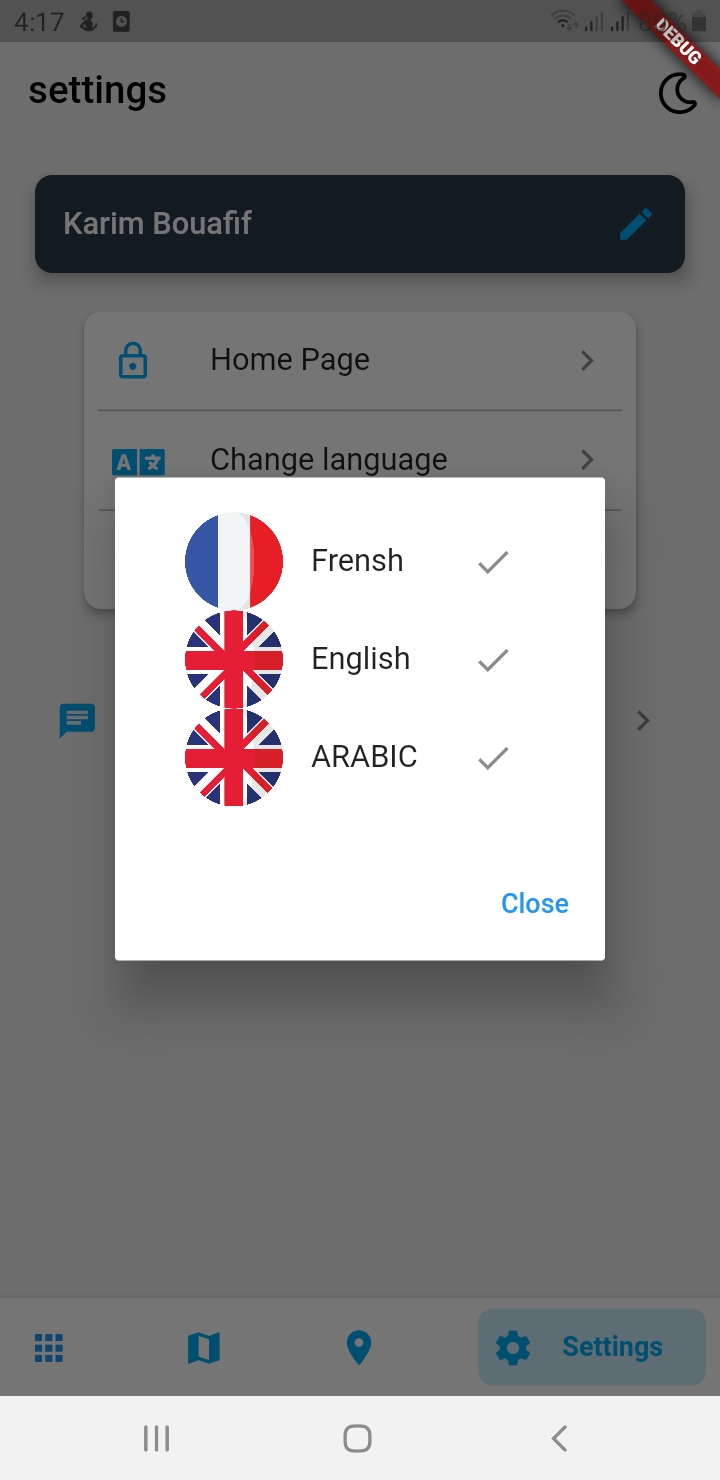 4:17
DEBUG
settings
Karim Bouafif
Home Page
A
Change language
Frensh
English
ARABIC
Close
Settings